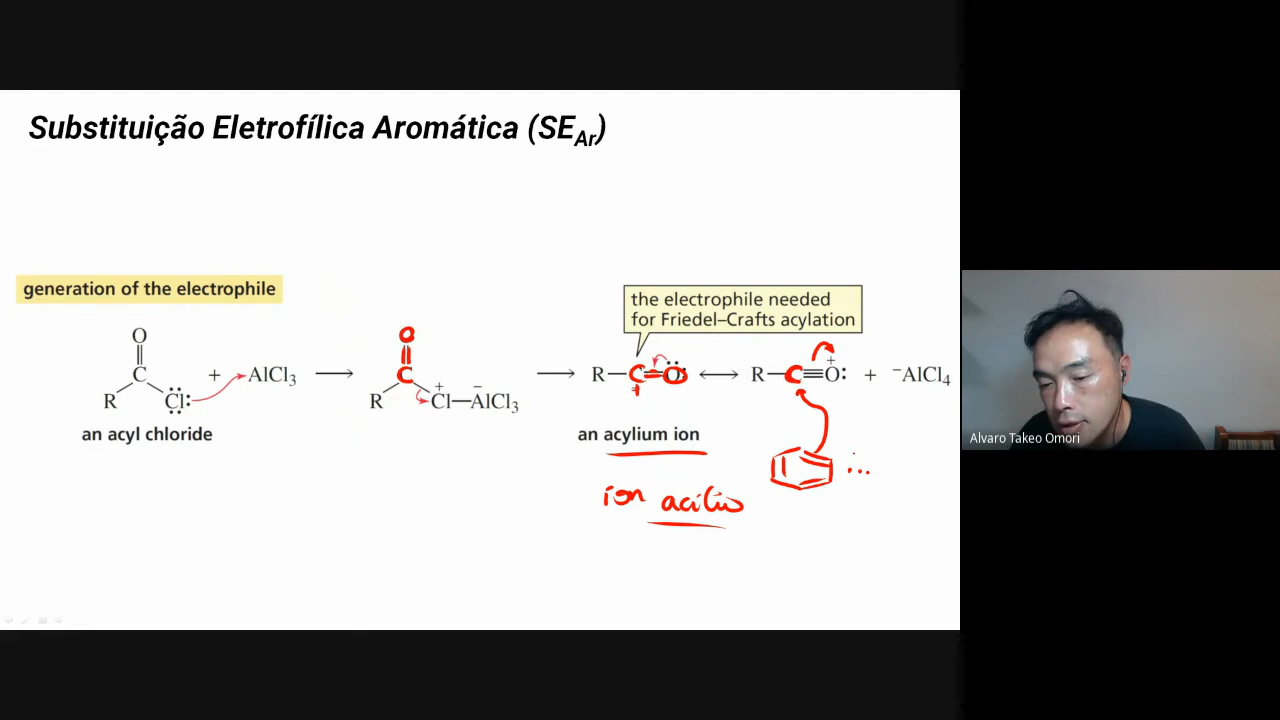 Substituição Eletrofílica Aromática (SEAr)
generation of the electrophile
the electrophile needed
for Friedel–Crafts acylation
O
C
R
Cl:
+ AlCl3
O
C
R
+
Cl—AlCl3
−
R—C=O:
+
R—C≡O:
+
+ −AlCl4
an acyl chloride
an acylium ion
...
íon acílio
Alvaro Takeo Omori